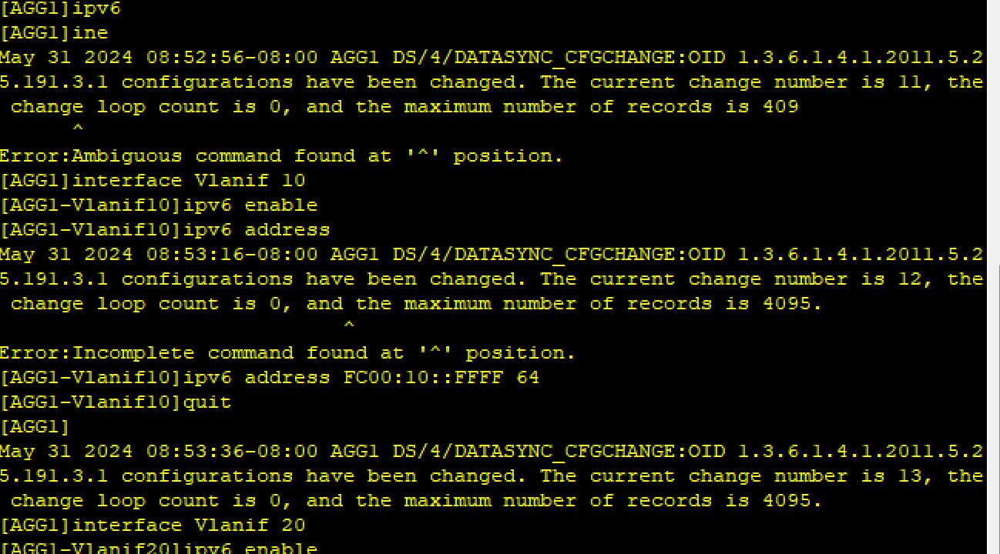 [AGG1]ipv6
[AGG1]ine
May 31 2024 08:52:56-08:00 AGG1 DS/4/DATASYNC_CFGCHANGE:OID 1.3.6.1.4.1.2011.5.2
5.191.3.1 configurations have been changed. The current change number is 11, the
 change loop count is 0, and the maximum number of records is 409
      ^
Error:Ambiguous command found at '^' position.
[AGG1]interface Vlanif 10
[AGG1-Vlanif10]ipv6 enable
[AGG1-Vlanif10]ipv6 address
May 31 2024 08:53:16-08:00 AGG1 DS/4/DATASYNC_CFGCHANGE:OID 1.3.6.1.4.1.2011.5.2
5.191.3.1 configurations have been changed. The current change number is 12, the
 change loop count is 0, and the maximum number of records is 4095.
                            ^
Error:Incomplete command found at '^' position.
[AGG1-Vlanif10]ipv6 address FC00:10::FFFF 64
[AGG1-Vlanif10]quit
[AGG1]
May 31 2024 08:53:36-08:00 AGG1 DS/4/DATASYNC_CFGCHANGE:OID 1.3.6.1.4.1.2011.5.2
5.191.3.1 configurations have been changed. The current change number is 13, the
 change loop count is 0, and the maximum number of records is 4095.
[AGG1]interface Vlanif 20
[AGG1-Vlanif20]ipv6 enable